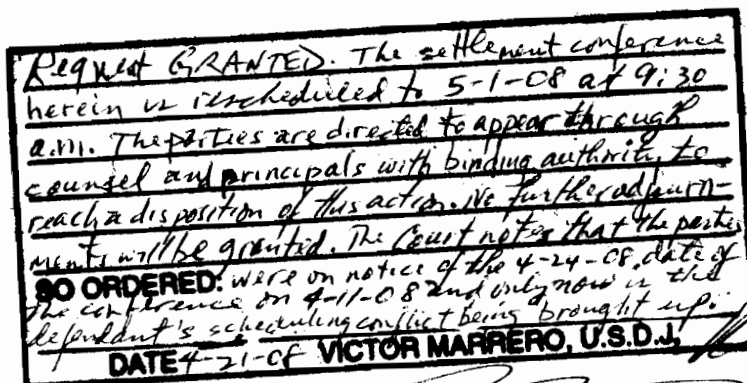 Request GRANTED. The settlement conference
herein is rescheduled to 5-1-08 at 9:30
a.m. The parties are directed to appear through
counsel and principals with binding authority to
reach a disposition of this action. No further adjourn-
ments will be granted. The Court notes that the parties
SO ORDERED: were on notice of the 4-24-08 date of
the conference on 4-11-08 and only now is the
defendant's scheduling conflict being brought up.
DATE 4-21-08 VICTOR MARRERO, U.S.D.J.